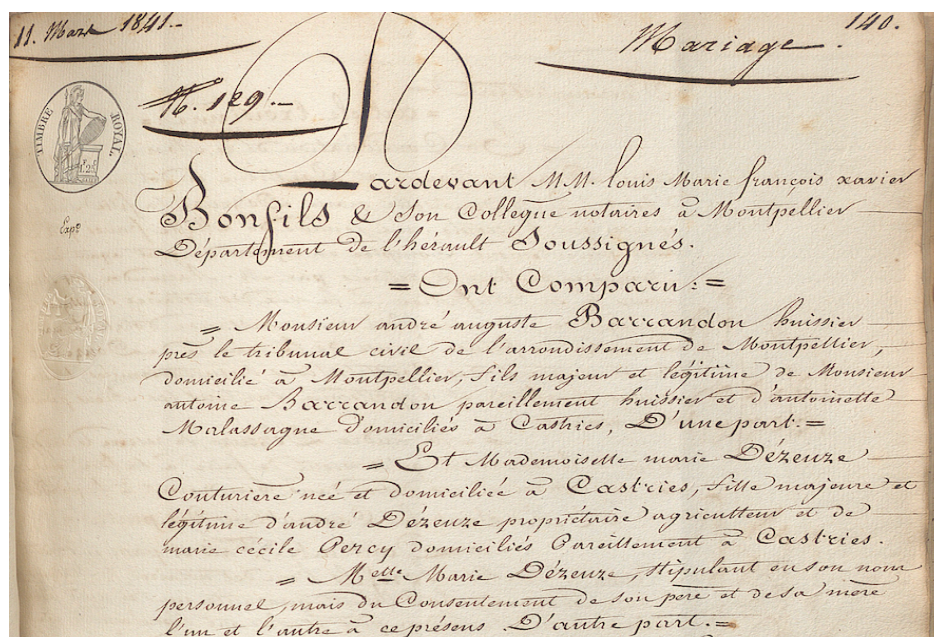 11. Mars 1841.-
140.
Mariage.
N. 129.-
TIMBRE ROYAL.
Pardevant M.M. Louis Marie françois xavier
Bonfils & Son Collegue notaires à Montpellier
Département de l'hérault Soussignés.
= Ont Comparu: =
= Monsieur andré auguste Barrandon huissier
près le tribunal civil de l'arrondissement de Montpellier,
domicilié à Montpellier, fils majeur et légitime de Monsieur
antoine Barrandon pareillement huissier et d'antoinette
Malassagne domiciliés à Castries, D'une part. =
= Et Mademoiselle marie Dézeuze
Couturière née et domiciliée à Castries, fille majeure et
légitime d'andré Dézeuze propriétaire agriculteur et de
marie cécile Percy domiciliés Pareillement à Castries.
= Melle Marie Dézeuze, stipulant en son nom
personnel, mais du Consentement de son père et de sa mère
l'un et l'autre à ce présens. D'autre part. =